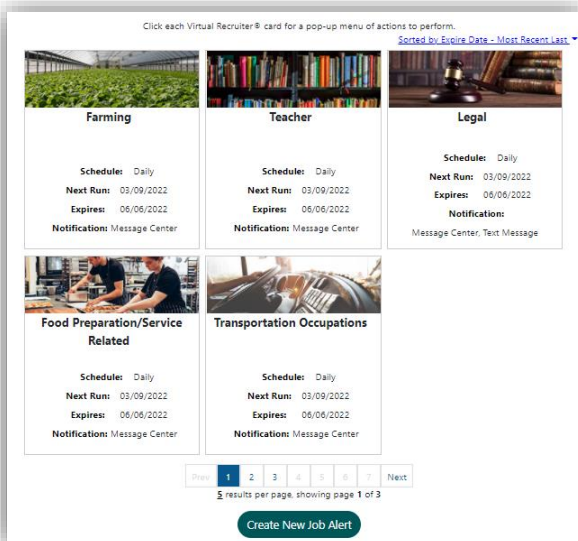 Click each Virtual Recruiter® card for a pop-up menu of actions to perform.
Sorted by Expire Date - Most Recent Last
Farming
Schedule: Daily
Next Run: 03/09/2022
Expires: 06/06/2022
Notification: Message Center
Teacher
Schedule: Daily
Next Run: 03/09/2022
Expires: 06/06/2022
Notification: Message Center
Legal
Schedule: Daily
Next Run: 03/09/2022
Expires: 06/06/2022
Notification:
Message Center, Text Message
Food Preparation/Service
Related
Schedule: Daily
Next Run: 03/09/2022
Expires: 06/06/2022
Notification: Message Center
Transportation Occupations
Schedule: Daily
Next Run: 03/09/2022
Expires: 06/06/2022
Notification: Message Center
Prev 1 2 3 4 5 6 7 Next
5 results per page, showing page 1 of 3
Create New Job Alert